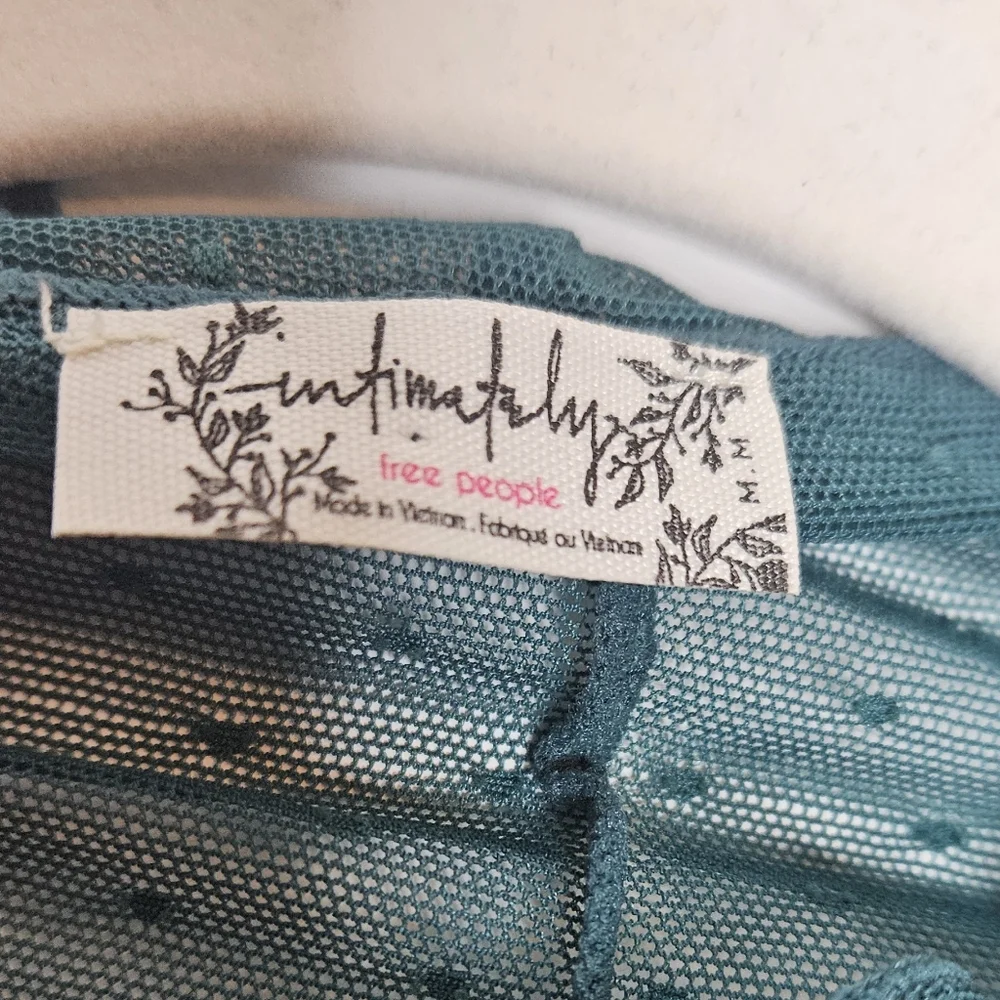 intimately
free people
Made in Vietnam . Fabriqué au Vietnam
M. M